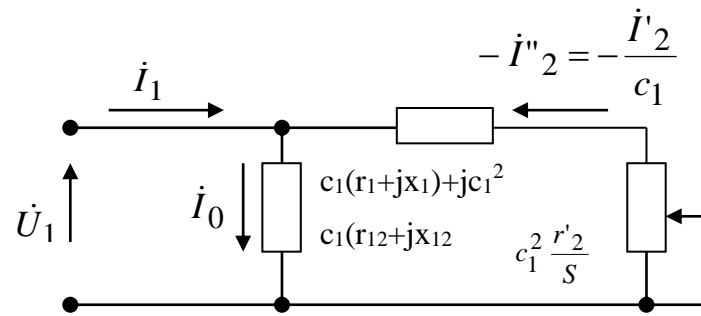 − İ"₂ = − İ'₂ / c₁
İ₁
c₁(r₁+jx₁)+jc₁²
İ₀
c₁(r₁₂+jx₁₂
U̇₁
c₁² r'₂ / S